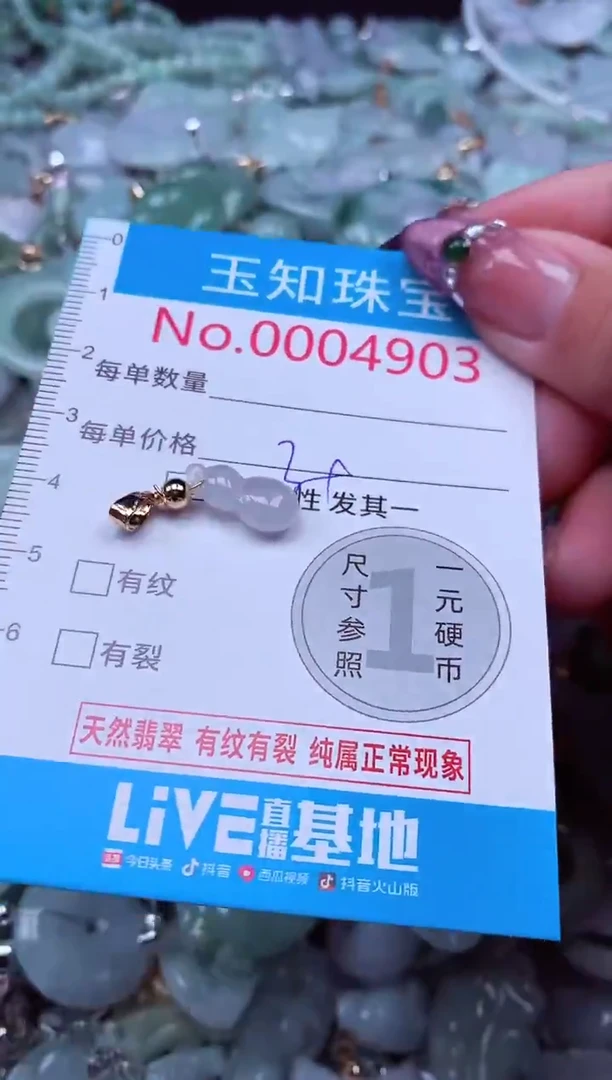 0
1
2
3
4
5
6
玉知珠宝
No.0004903
每单数量
每单价格
性发其一
有纹
有裂
尺寸参照
1
一元硬币
天然翡翠 有纹有裂 纯属正常现象
LiVE直播基地
今日头条 抖音 西瓜视频 抖音火山版